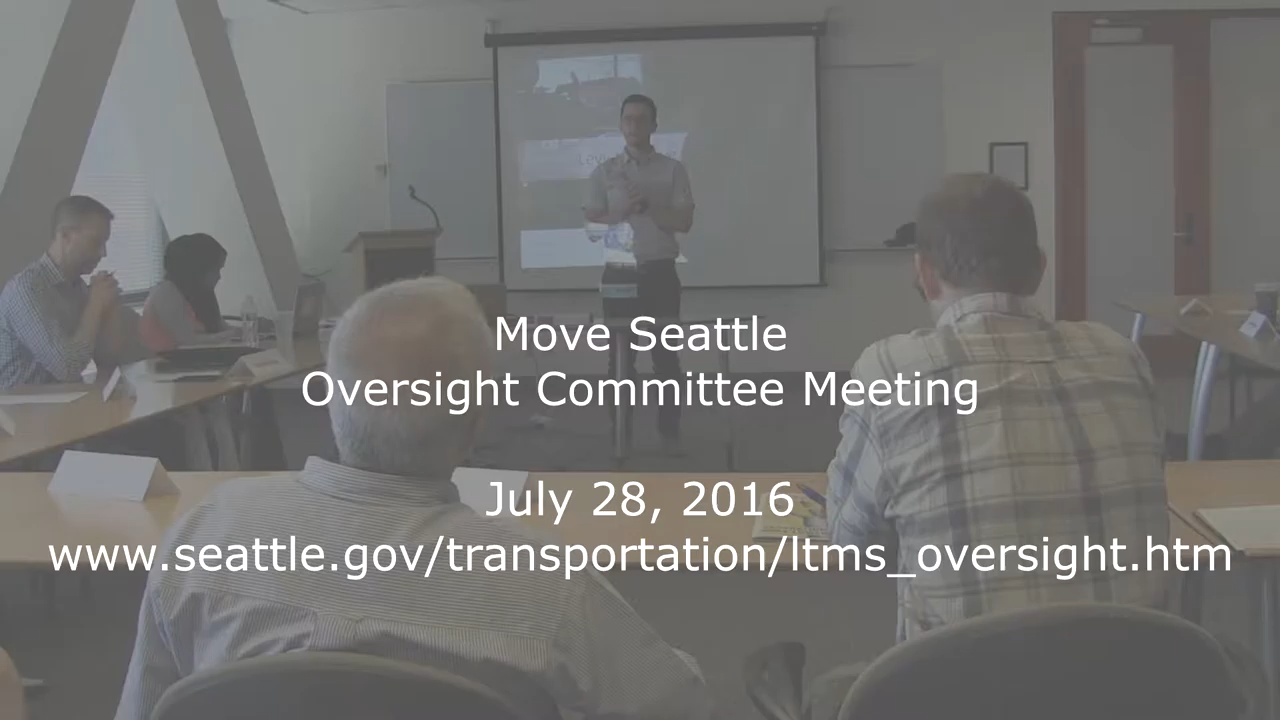 Move Seattle
Oversight Committee Meeting
July 28, 2016
www.seattle.gov/transportation/ltms_oversight.htm